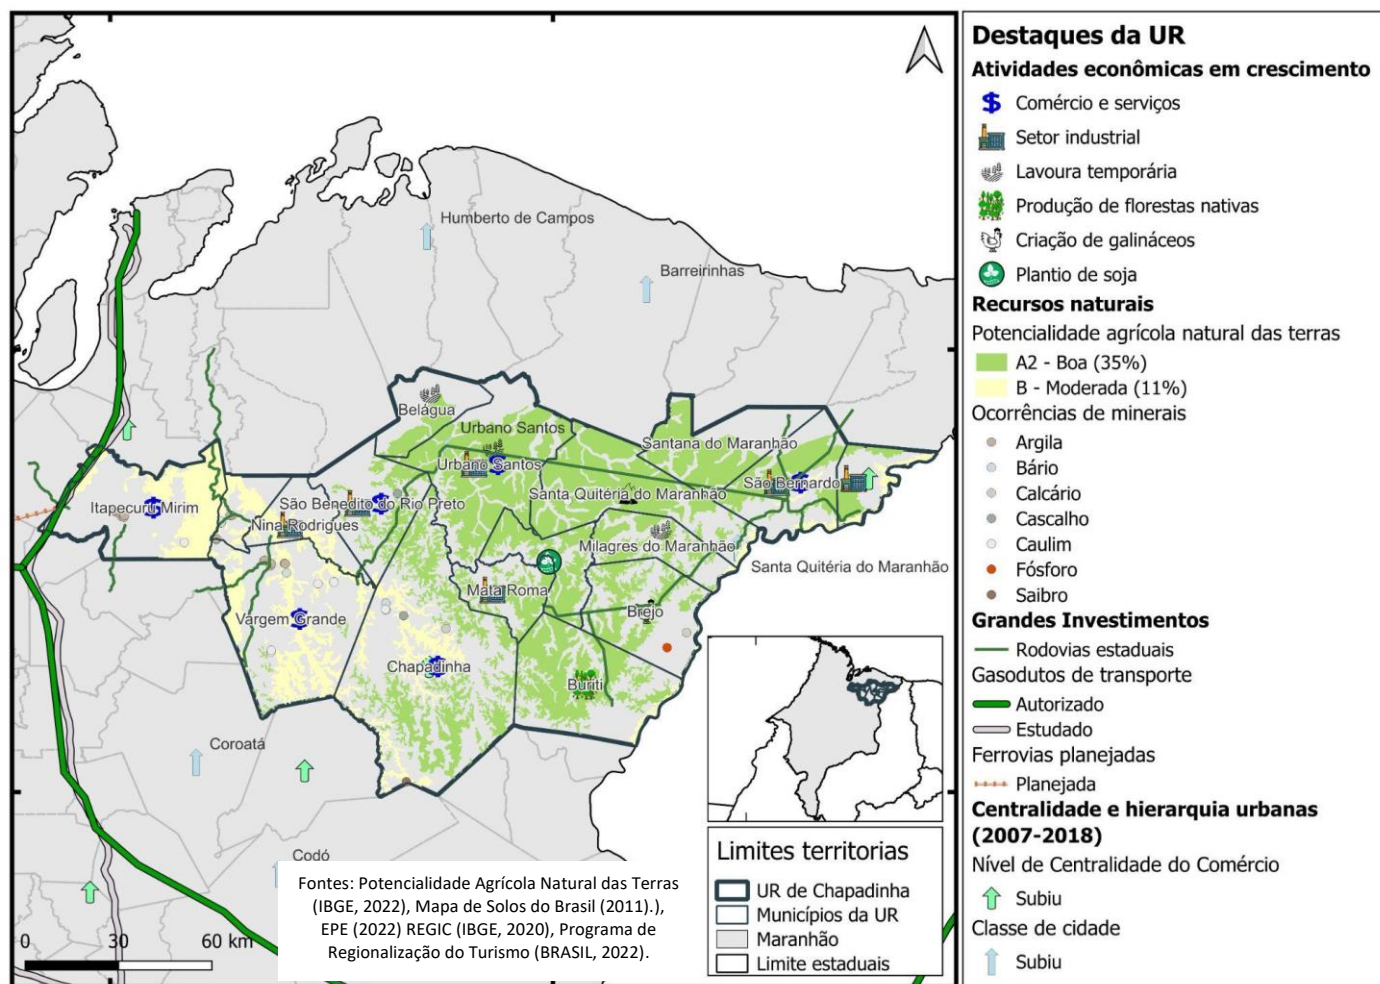 Humberto de Campos
Barreirinhas
Belágua
Urbano Santos
Santana do Maranhão
Urbano Santos
São Bernardo
Itapecuru Mirim
São Benedito do Rio Preto
Santa Quitéria do Maranhão
Nina Rodrigues
Milagres do Maranhão
Santa Quitéria do Maranhão
Mata Roma
Brejo
Vargem Grande
Chapadinha
Buriti
Coroatá
Codó
0 30 60 km
Fontes: Potencialidade Agrícola Natural das Terras
(IBGE, 2022), Mapa de Solos do Brasil (2011).),
EPE (2022) REGIC (IBGE, 2020), Programa de
Regionalização do Turismo (BRASIL, 2022).
Limites territorias
UR de Chapadinha
Municípios da UR
Maranhão
Limite estaduais
Destaques da UR
Atividades econômicas em crescimento
Comércio e serviços
Setor industrial
Lavoura temporária
Produção de florestas nativas
Criação de galináceos
Plantio de soja
Recursos naturais
Potencialidade agrícola natural das terras
A2 - Boa (35%)
B - Moderada (11%)
Ocorrências de minerais
Argila
Bário
Calcário
Cascalho
Caulim
Fósforo
Saibro
Grandes Investimentos
Rodovias estaduais
Gasodutos de transporte
Autorizado
Estudado
Ferrovias planejadas
Planejada
Centralidade e hierarquia urbanas
(2007-2018)
Nível de Centralidade do Comércio
Subiu
Classe de cidade
Subiu